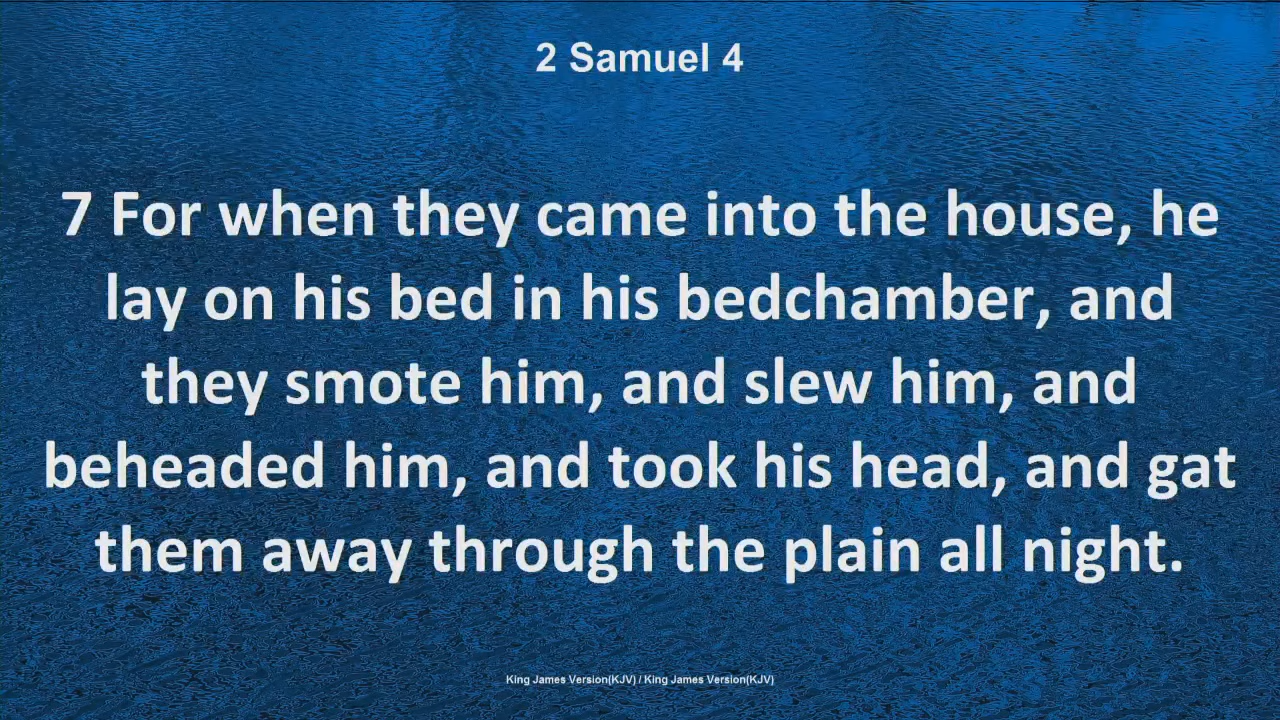 2 Samuel 4
7 For when they came into the house, he
lay on his bed in his bedchamber, and
they smote him, and slew him, and
beheaded him, and took his head, and gat
them away through the plain all night.
King James Version(KJV) / King James Version(KJV)